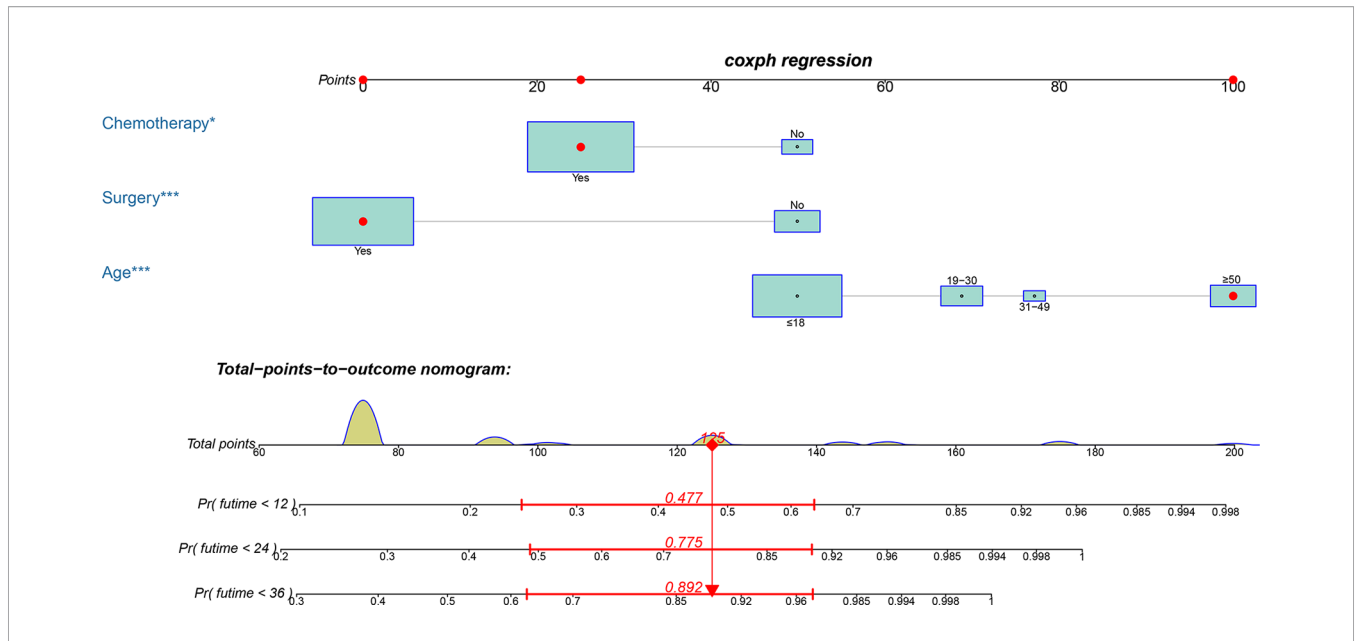 coxph regression
Points 0 20 40 60 80 100
Chemotherapy*
No
Yes
Surgery***
No
Yes
Age***
19−30 ≥50
≤18 31−49
Total−points−to−outcome nomogram:
125
Total points
60 80 100 120 140 160 180 200
0.477
Pr( futime < 12 )
0.1 0.2 0.3 0.4 0.5 0.6 0.7 0.85 0.92 0.96 0.985 0.994 0.998
0.775
Pr( futime < 24 )
0.2 0.3 0.4 0.5 0.6 0.7 0.85 0.92 0.96 0.985 0.994 0.998 1
0.892
Pr( futime < 36 )
0.3 0.4 0.5 0.6 0.7 0.85 0.92 0.96 0.985 0.994 0.998 1